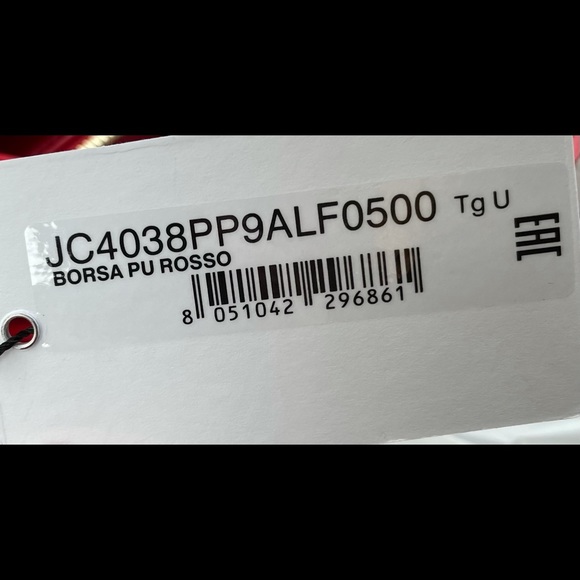 JC4038PP9ALF0500 Tg U
BORSA PU ROSSO
EAC
8 051042 296861